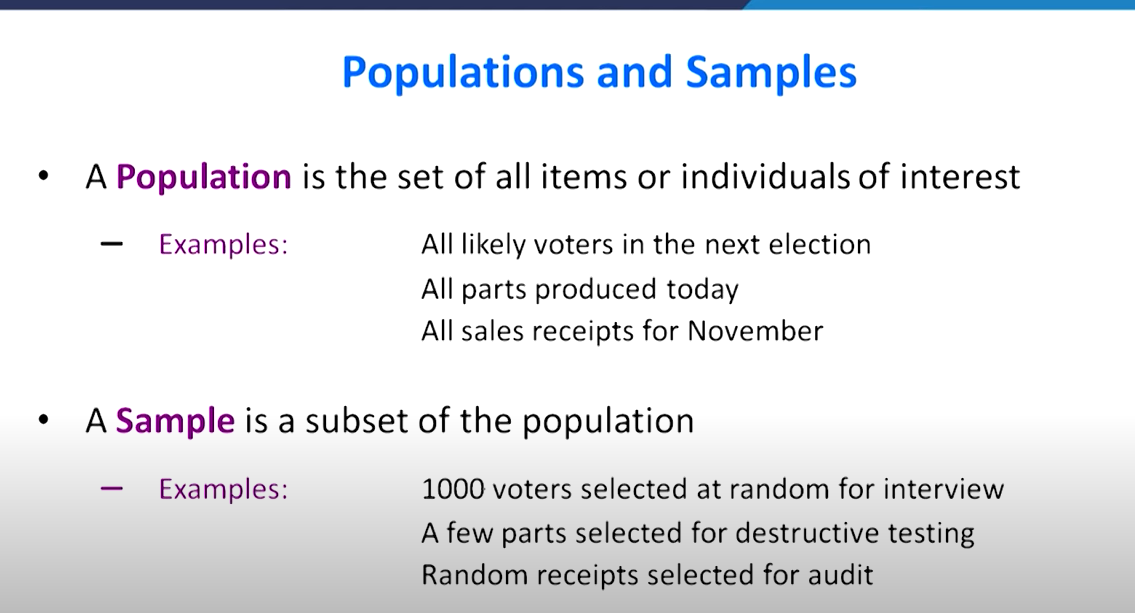 Populations and Samples
• A Population is the set of all items or individuals of interest
– Examples: All likely voters in the next election
All parts produced today
All sales receipts for November
• A Sample is a subset of the population
– Examples: 1000 voters selected at random for interview
A few parts selected for destructive testing
Random receipts selected for audit